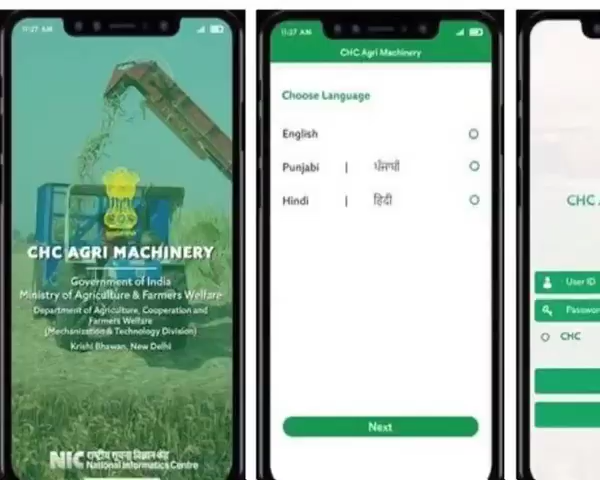 11:27 AM
CHC AGRI MACHINERY
Government of India
Ministry of Agriculture & Farmers Welfare
Department of Agriculture, Cooperation and
Farmers Welfare
(Mechanization & Technology Division)
Krishi Bhawan, New Delhi
NIC राष्ट्रीय सूचना विज्ञान केंद्र
National Informatics Centre
11:27 AM
CHC Agri Machinery
Choose Language
English
Punjabi | ਪੰਜਾਬੀ
Hindi | हिंदी
Next
CHC
User ID
CHC